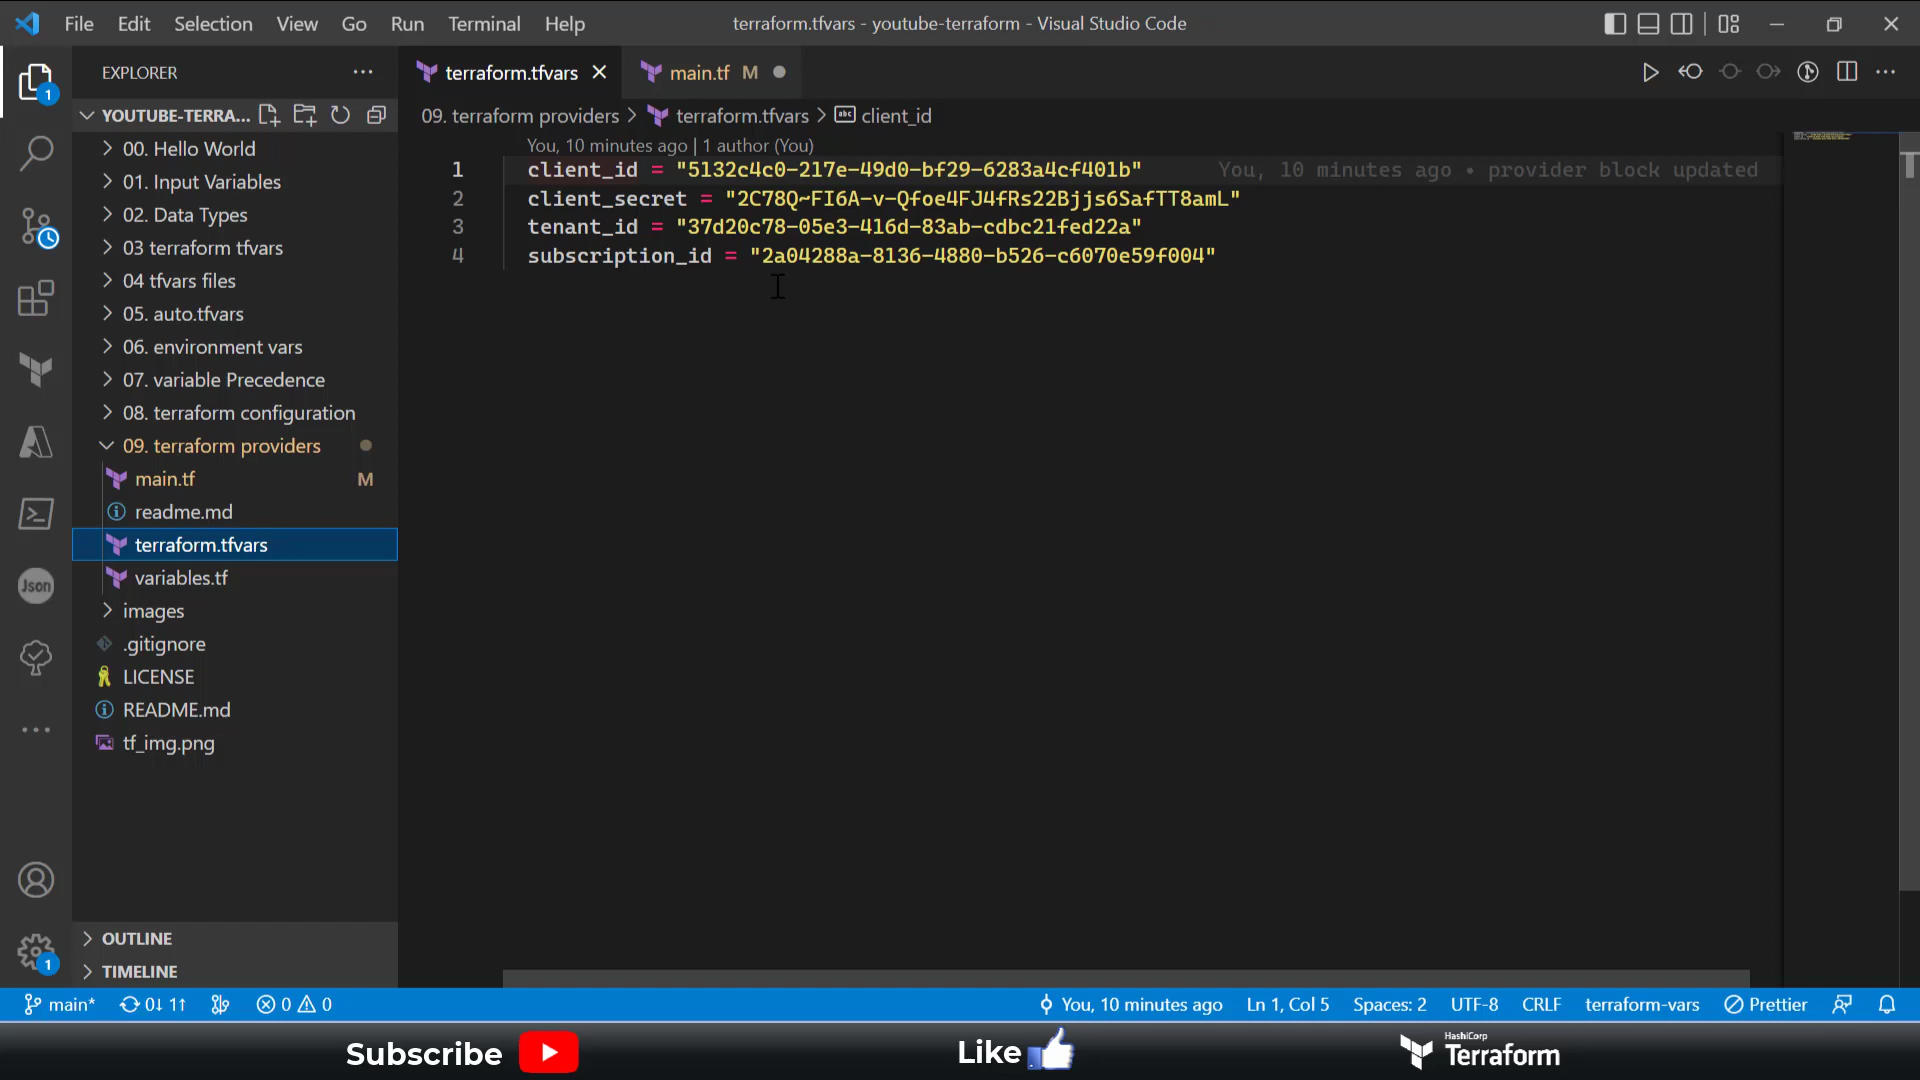 File Edit Selection View Go Run Terminal Help
terraform.tfvars - youtube-terraform - Visual Studio Code
EXPLORER
terraform.tfvars
main.tf M
YOUTUBE-TERRA...
09. terraform providers > terraform.tfvars > client_id
You, 10 minutes ago | 1 author (You)
1 client_id = "5132c4c0-217e-49d0-bf29-6283a4cf401b" You, 10 minutes ago • provider block updated
2 client_secret = "2C78Q~FI6A-v-Qfoe4FJ4fRs22Bjjs6SafTT8amL"
3 tenant_id = "37d20c78-05e3-416d-83ab-cdbc21fed22a"
4 subscription_id = "2a04288a-8136-4880-b526-c6070e59f004"
00. Hello World
01. Input Variables
02. Data Types
03 terraform tfvars
04 tfvars files
05. auto.tfvars
06. environment vars
07. variable Precedence
08. terraform configuration
09. terraform providers
main.tf M
readme.md
terraform.tfvars
variables.tf
images
.gitignore
LICENSE
README.md
tf_img.png
OUTLINE
TIMELINE
1
Json
1
main* 0↓ 1↑ 0 0
You, 10 minutes ago Ln 1, Col 5 Spaces: 2 UTF-8 CRLF terraform-vars Prettier
Subscribe
Like
HashiCorp
Terraform